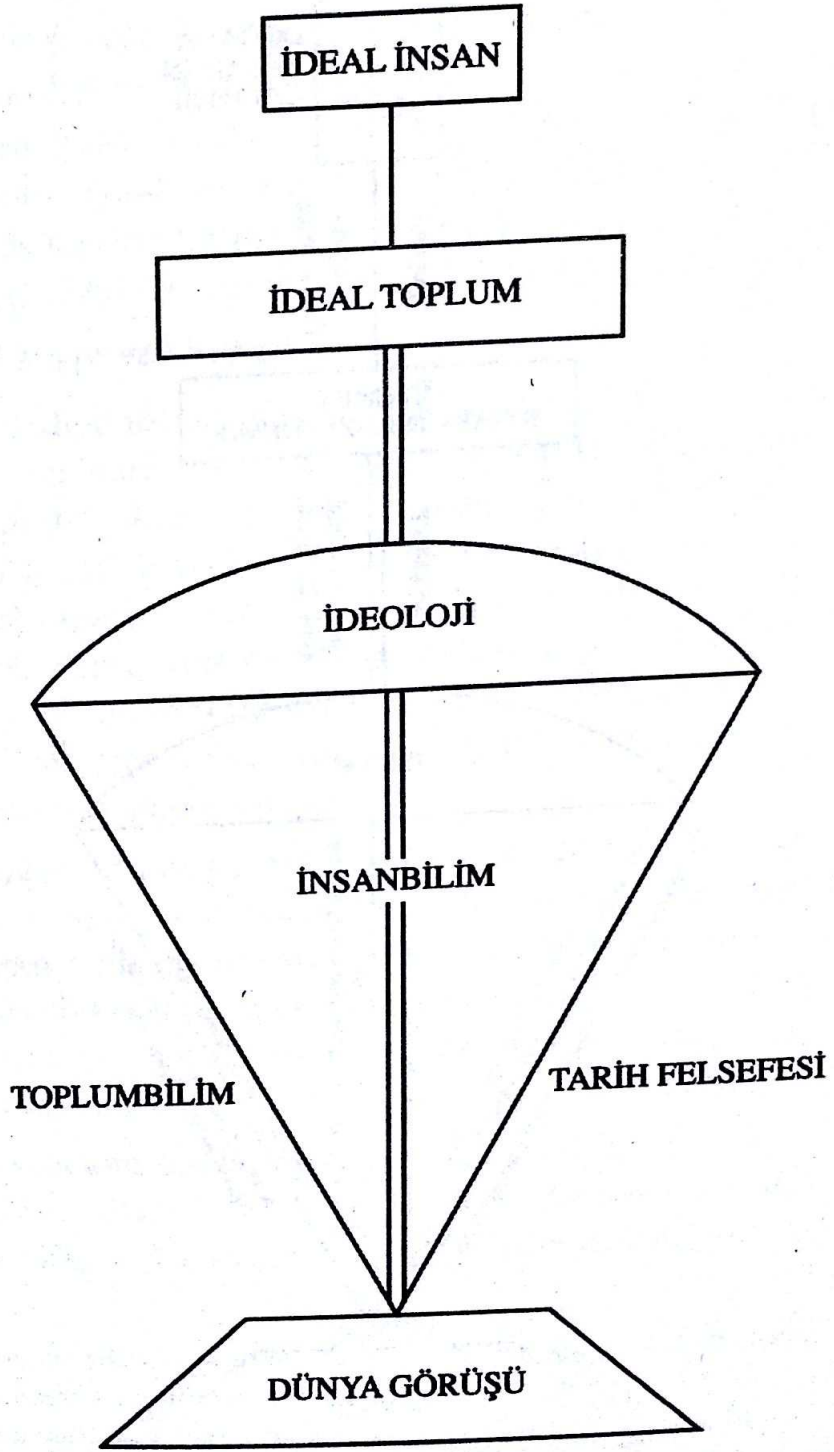 İDEAL İNSAN
İDEAL TOPLUM
İDEOLOJİ
İNSANBİLİM
TOPLUMBİLİM
TARİH FELSEFESİ
DÜNYA GÖRÜŞÜ